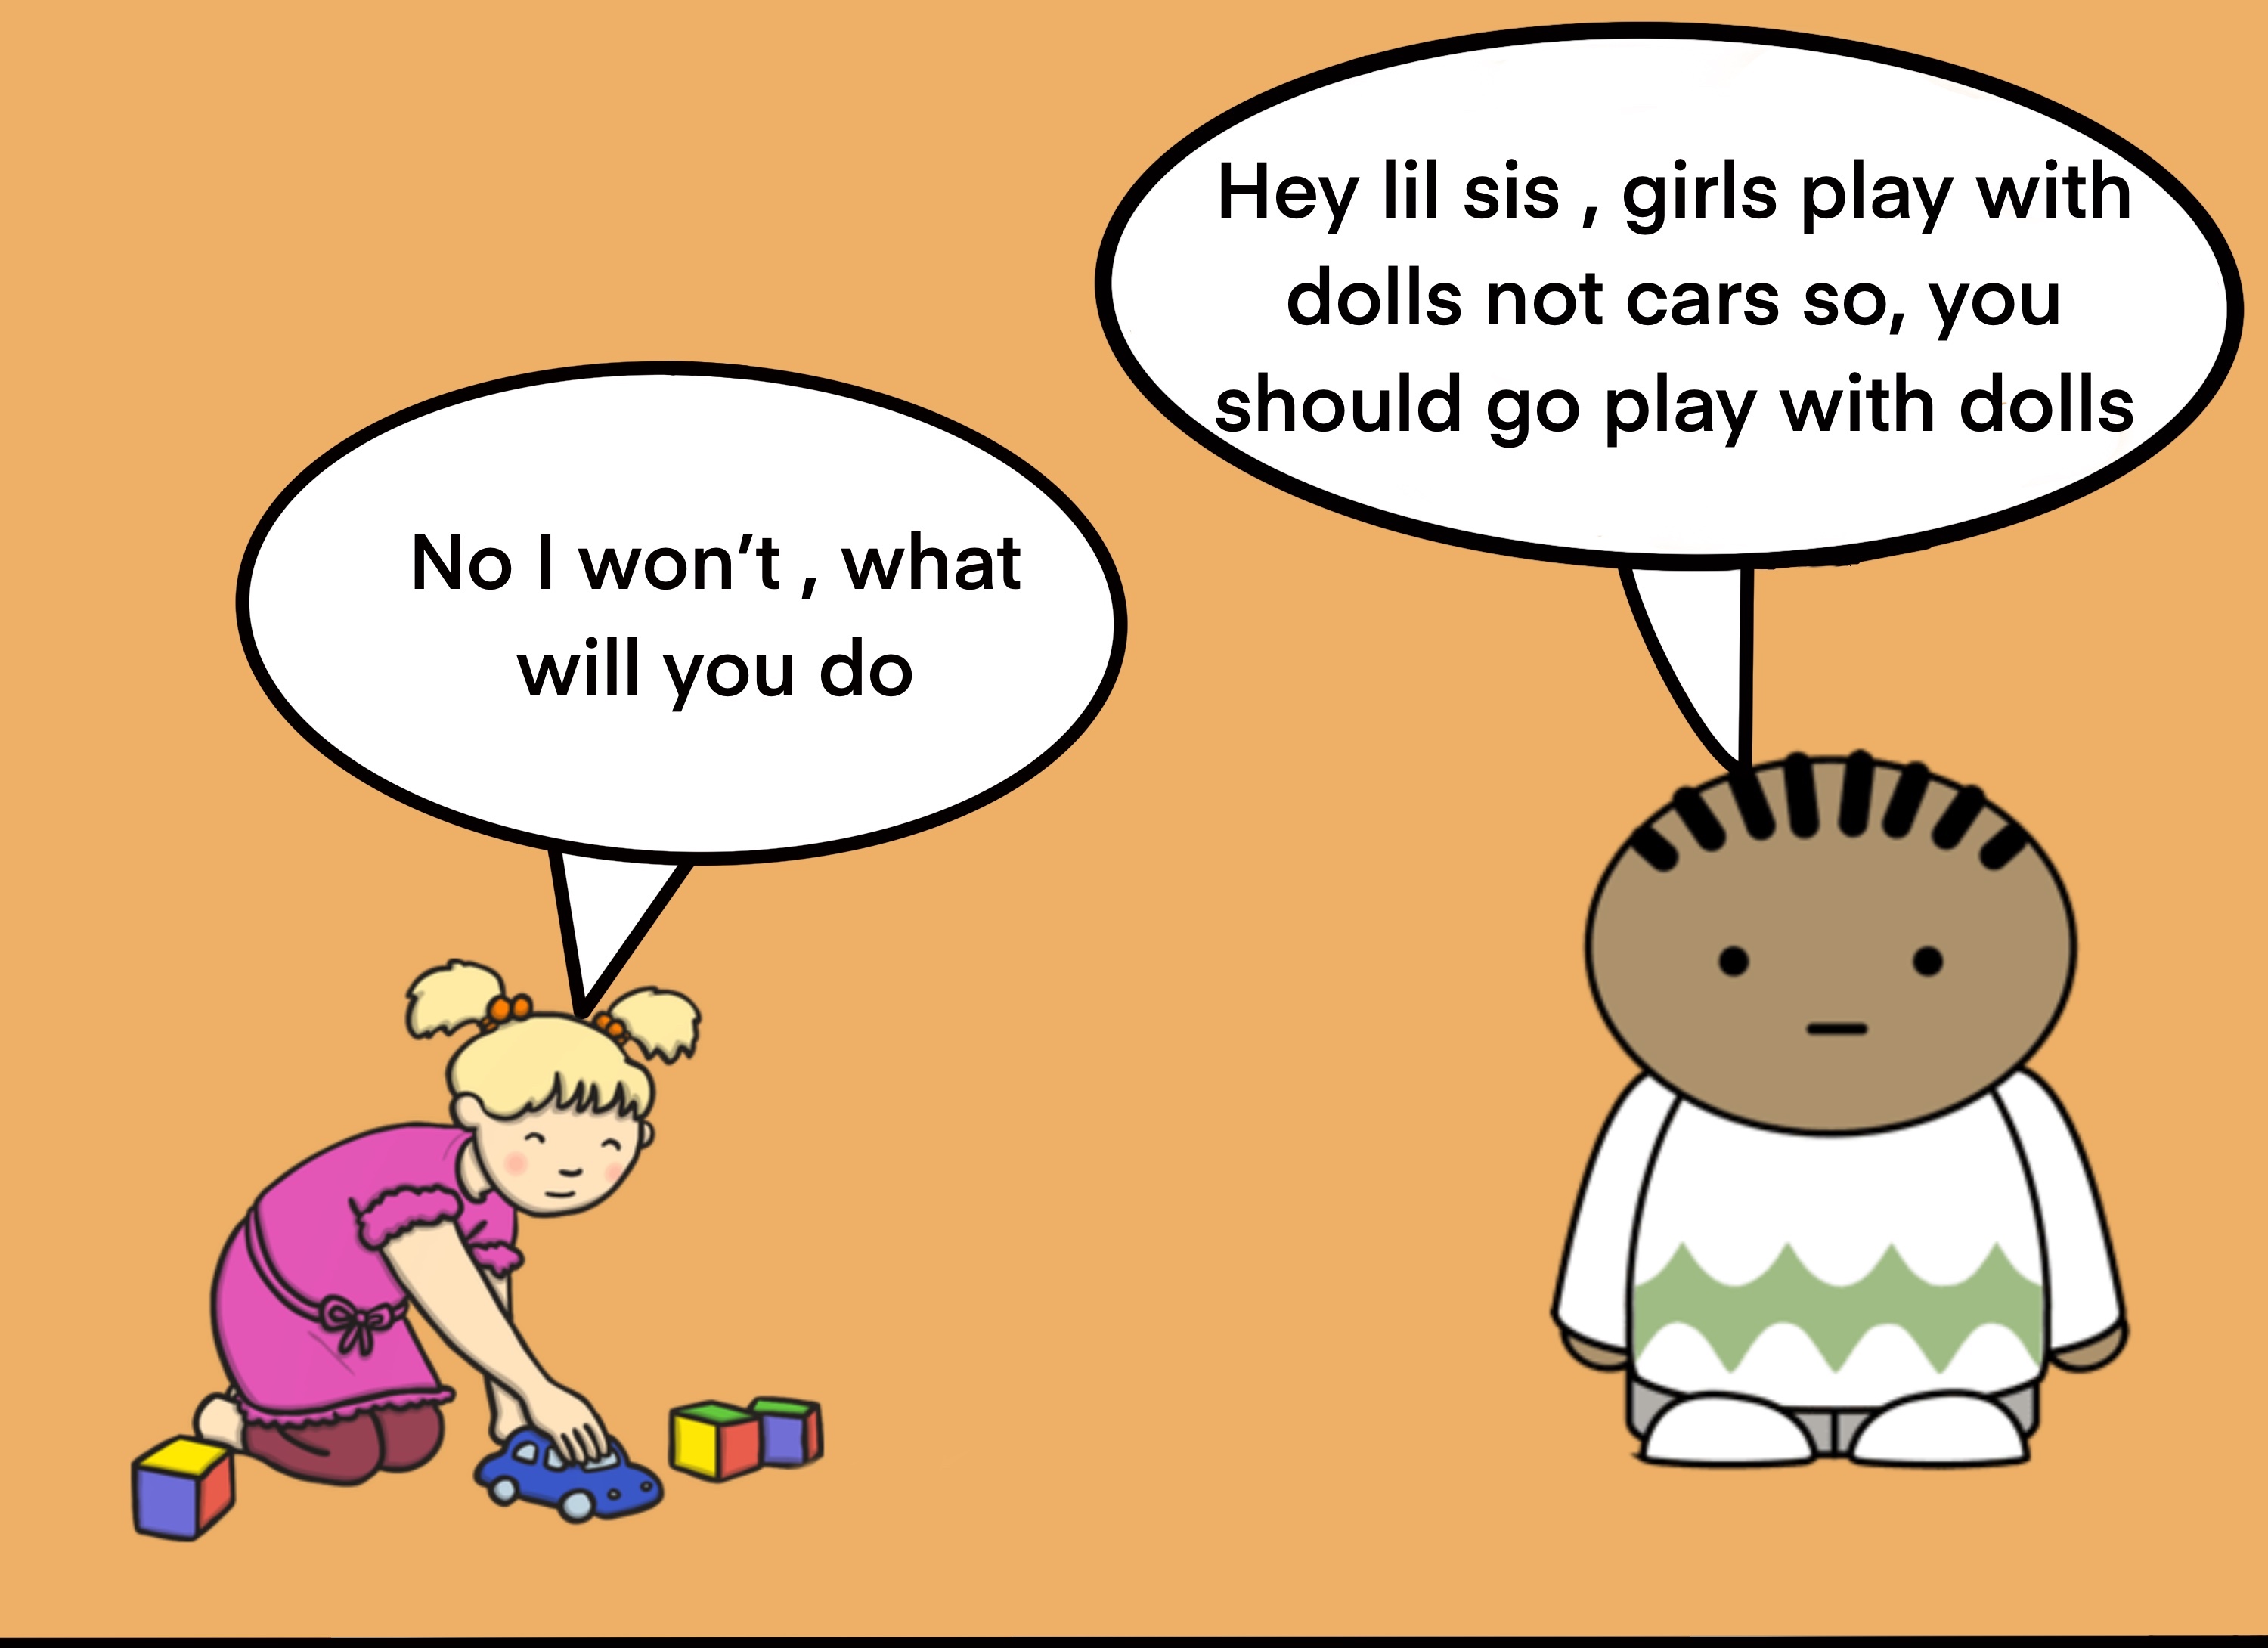 Hey lil sis , girls play with
dolls not cars so, you
should go play with dolls
No I won’t , what
will you do